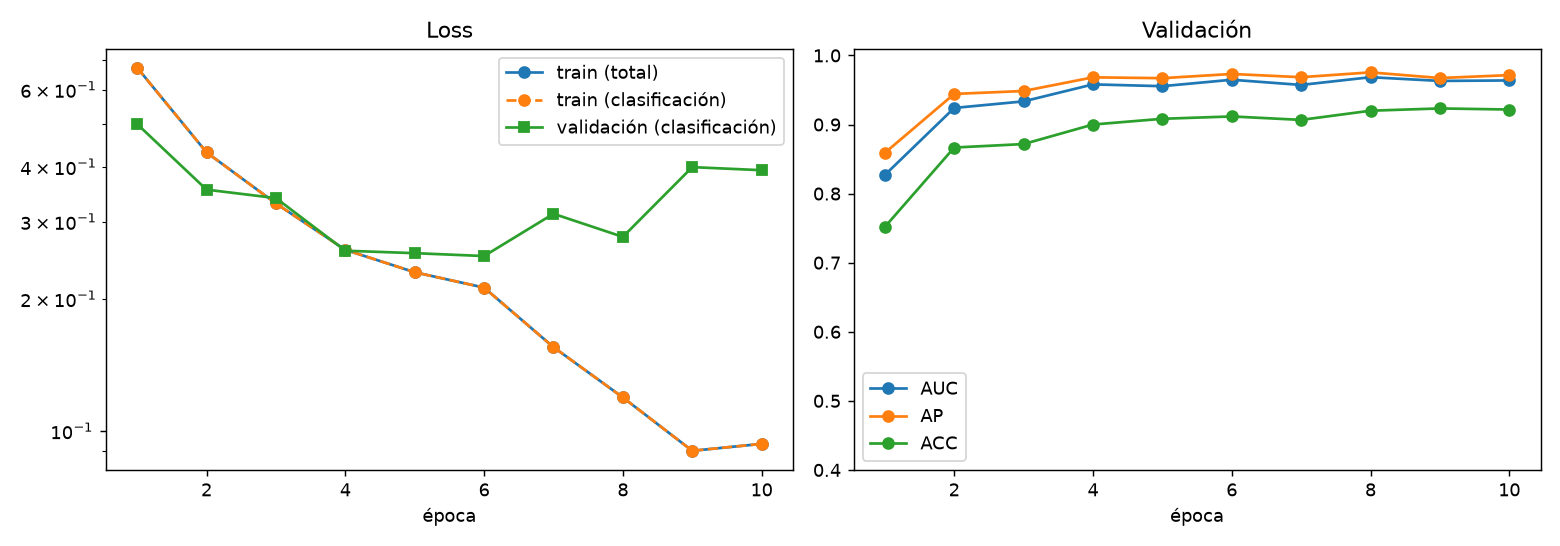 Loss
6 × 10⁻¹
4 × 10⁻¹
3 × 10⁻¹
2 × 10⁻¹
10⁻¹
2 4 6 8 10
época
train (total)
train (clasificación)
validación (clasificación)
Validación
1.0
0.9
0.8
0.7
0.6
0.5
0.4
2 4 6 8 10
época
AUC
AP
ACC